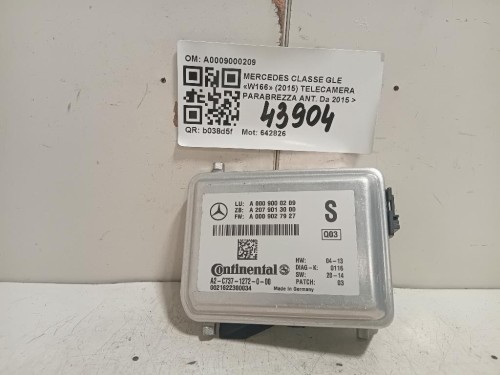 OM: A0009000209
MERCEDES CLASSE GLE
«W166» (2015) TELECAMERA
PARABREZZA ANT. Da 2015 >
43904
QR: b038d5f Mot: 642826
LU: A 000 900 0209
ZB: A 207 901 30 00
FW: A 000 902 79 27
S
Q03
Continental
A2-C737-1272-0-00
0021622380034
HW: 04-13
DIAG-K: 0116
SW: 20-14
PATCH: 03
Made in Germany